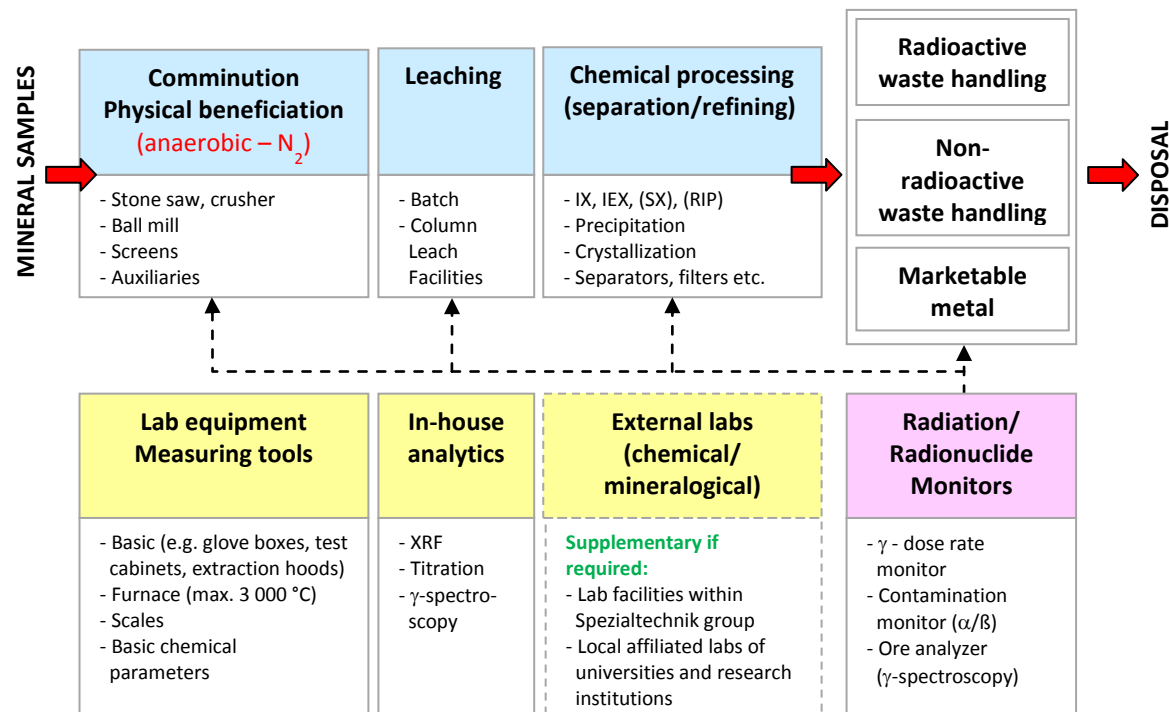 MINERAL SAMPLES
Comminution
Physical beneficiation
(anaerobic – N2)
- Stone saw, crusher
- Ball mill
- Screens
- Auxiliaries
Leaching
- Batch
- Column
Leach
Facilities
Chemical processing
(separation/refining)
- IX, IEX, (SX), (RIP)
- Precipitation
- Crystallization
- Separators, filters etc.
Radioactive
waste handling
Non-
radioactive
waste handling
Marketable
metal
DISPOSAL
Lab equipment
Measuring tools
- Basic (e.g. glove boxes, test
cabinets, extraction hoods)
- Furnace (max. 3 000 °C)
- Scales
- Basic chemical
parameters
In-house
analytics
- XRF
- Titration
- γ-spectro-
scopy
External labs
(chemical/
mineralogical)
Supplementary if
required:
- Lab facilities within
Spezialtechnik group
- Local affiliated labs of
universities and research
institutions
Radiation/
Radionuclide
Monitors
- γ - dose rate
monitor
- Contamination
monitor (α/ß)
- Ore analyzer
(γ-spectroscopy)